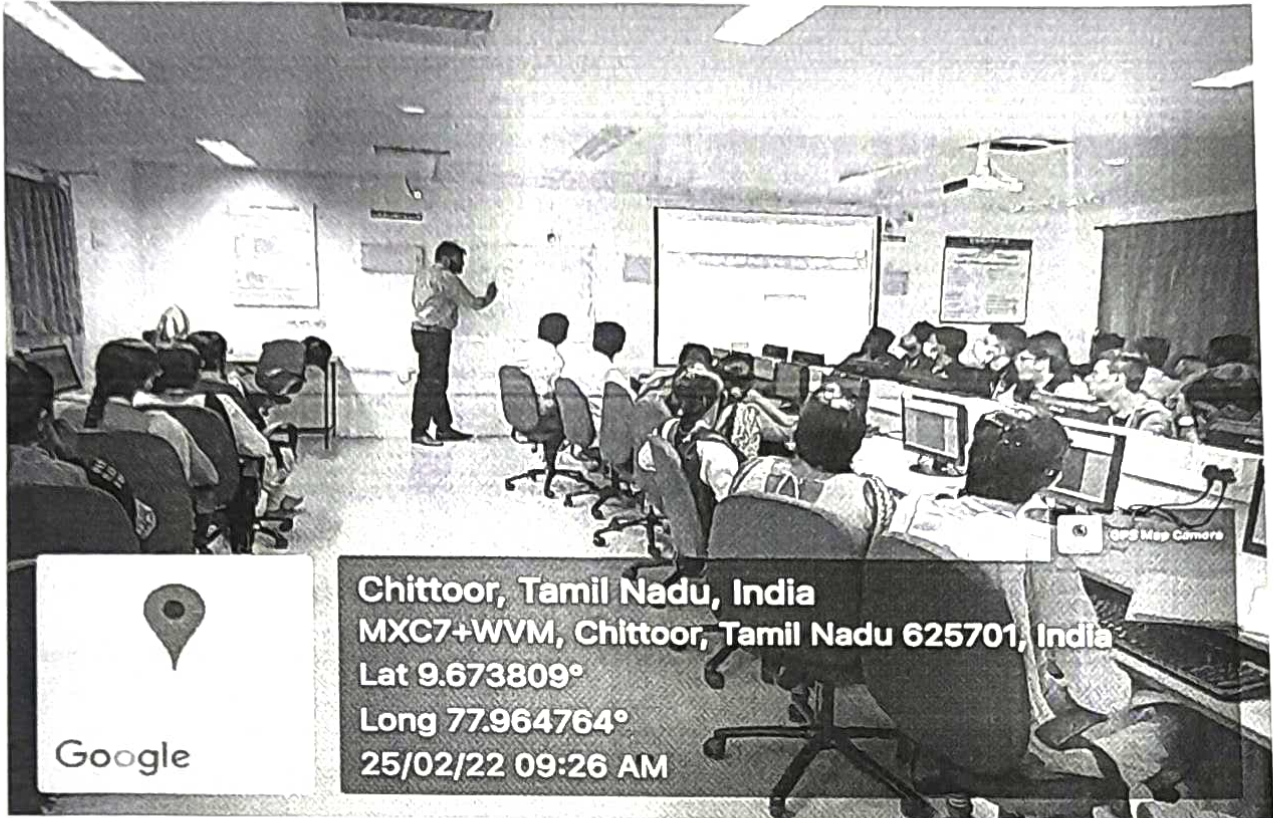 GPS Map Camera
Chittoor, Tamil Nadu, India
MXC7+WVM, Chittoor, Tamil Nadu 625701, India
Lat 9.673809°
Long 77.964764°
25/02/22 09:26 AM
Google